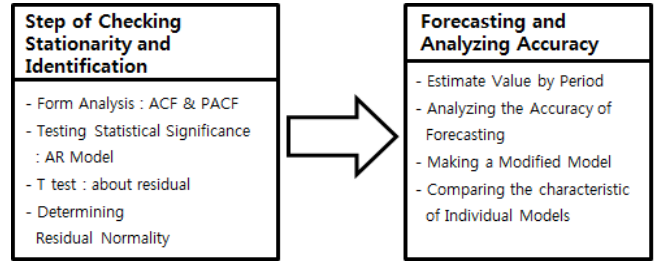 Step of Checking
Stationarity and
Identification
- Form Analysis : ACF & PACF
- Testing Statistical Significance
: AR Model
- T test : about residual
- Determining
Residual Normality
Forecasting and
Analyzing Accuracy
- Estimate Value by Period
- Analyzing the Accuracy of
Forecasting
- Making a Modified Model
- Comparing the characteristic
of Individual Models